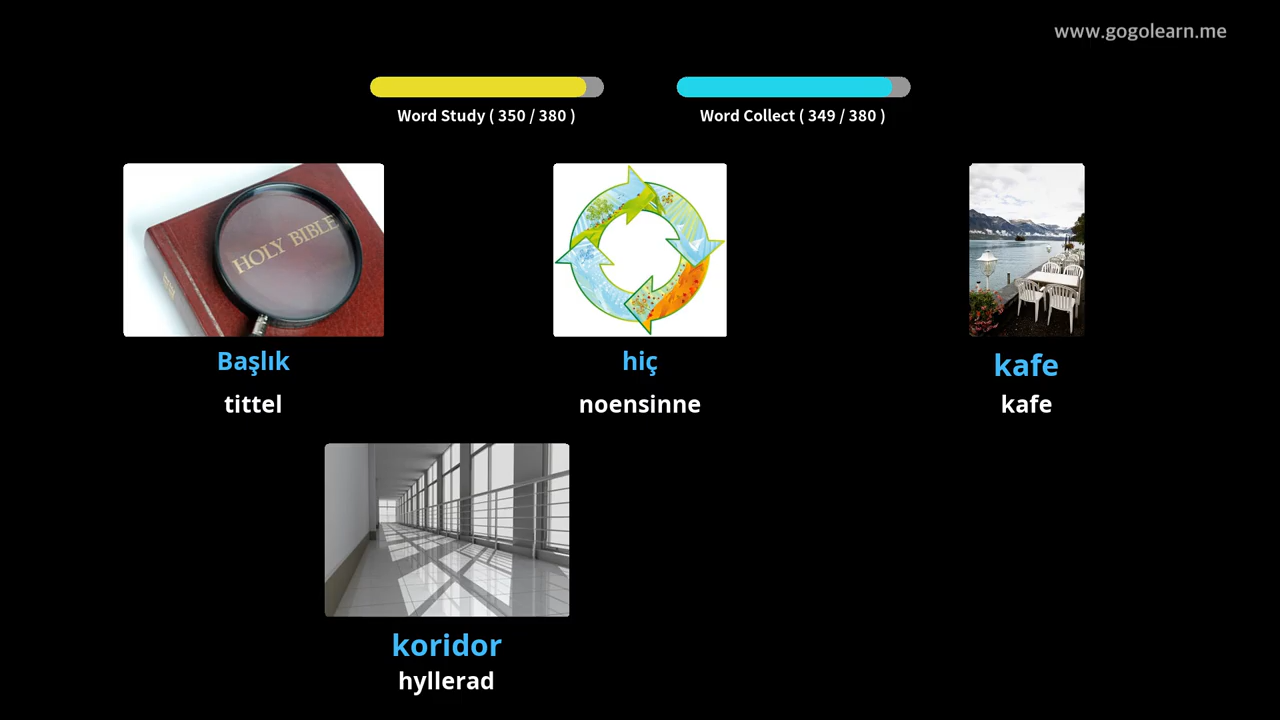 www.gogolearn.me
Word Study ( 350 / 380 )
Word Collect ( 349 / 380 )
HOLY BIBLE
Başlık
hiç
kafe
tittel
noensinne
kafe
koridor
hyllerad